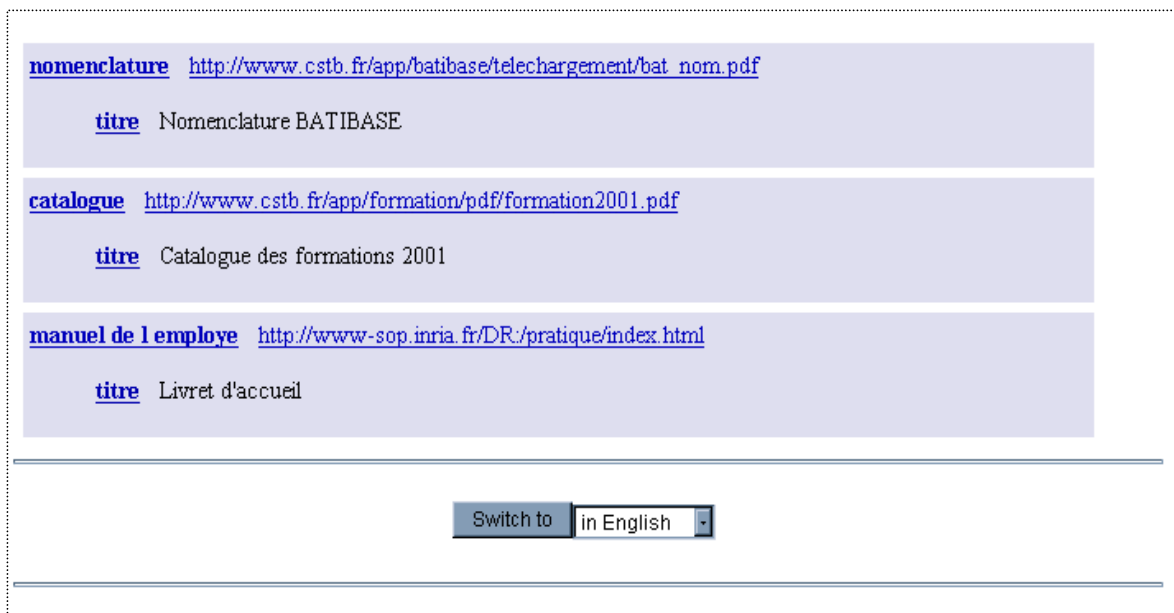 nomenclature http://www.cstb.fr/app/batibase/telechargement/bat_nom.pdf
titre Nomenclature BATIBASE
catalogue http://www.cstb.fr/app/formation/pdf/formation2001.pdf
titre Catalogue des formations 2001
manuel de l employe http://www-sop.inria.fr/DR:/pratique/index.html
titre Livret d'accueil
Switch to in English